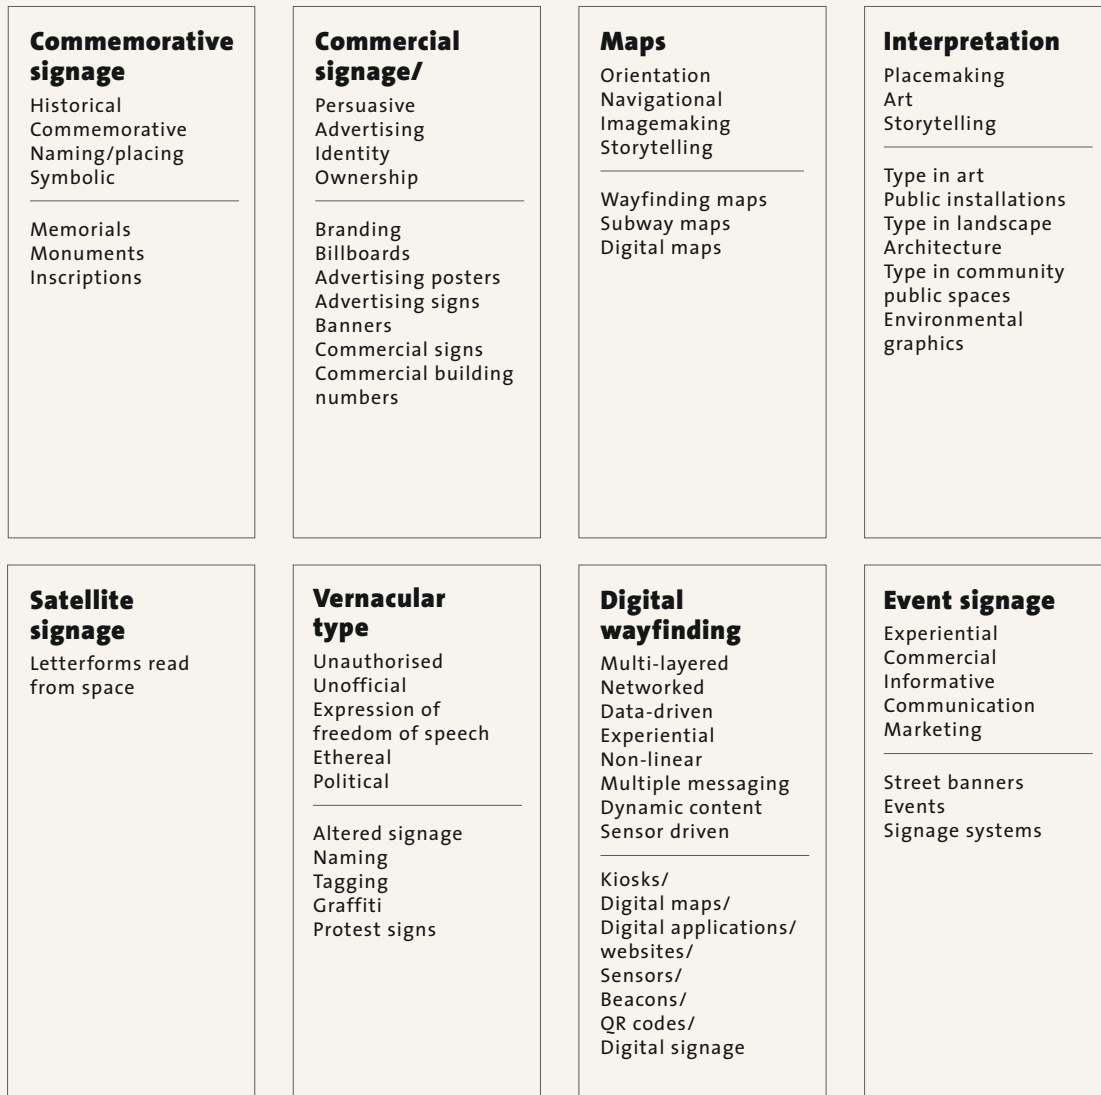 Commemorative
signage
Historical
Commemorative
Naming/placing
Symbolic
Memorials
Monuments
Inscriptions
Commercial
signage/
Persuasive
Advertising
Identity
Ownership
Branding
Billboards
Advertising posters
Advertising signs
Banners
Commercial signs
Commercial building
numbers
Maps
Orientation
Navigational
Imagemaking
Storytelling
Wayfinding maps
Subway maps
Digital maps
Interpretation
Placemaking
Art
Storytelling
Type in art
Public installations
Type in landscape
Architecture
Type in community
public spaces
Environmental
graphics
Satellite
signage
Letterforms read
from space
Vernacular
type
Unauthorised
Unofficial
Expression of
freedom of speech
Ethereal
Political
Altered signage
Naming
Tagging
Graffiti
Protest signs
Digital
wayfinding
Multi-layered
Networked
Data-driven
Experiential
Non-linear
Multiple messaging
Dynamic content
Sensor driven
Kiosks/
Digital maps/
Digital applications/
websites/
Sensors/
Beacons/
QR codes/
Digital signage
Event signage
Experiential
Commercial
Informative
Communication
Marketing
Street banners
Events
Signage systems